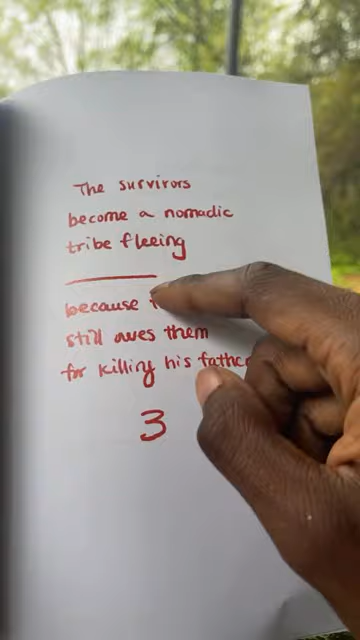 The survivors
become a nomadic
tribe fleeing
because
still owes them
for killing his father
3